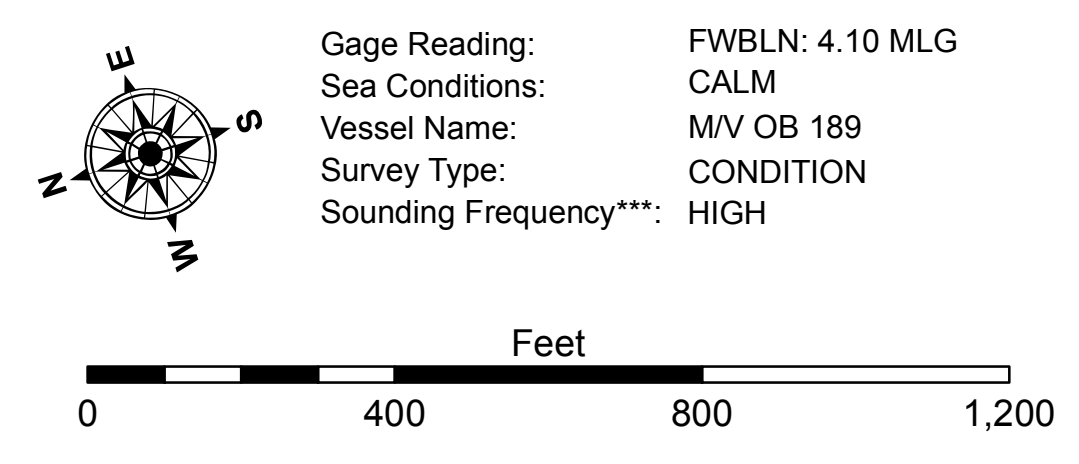 E
S
N
W
Gage Reading: FWBLN: 4.10 MLG
Sea Conditions: CALM
Vessel Name: M/V OB 189
Survey Type: CONDITION
Sounding Frequency***: HIGH
Feet
0 400 800 1,200